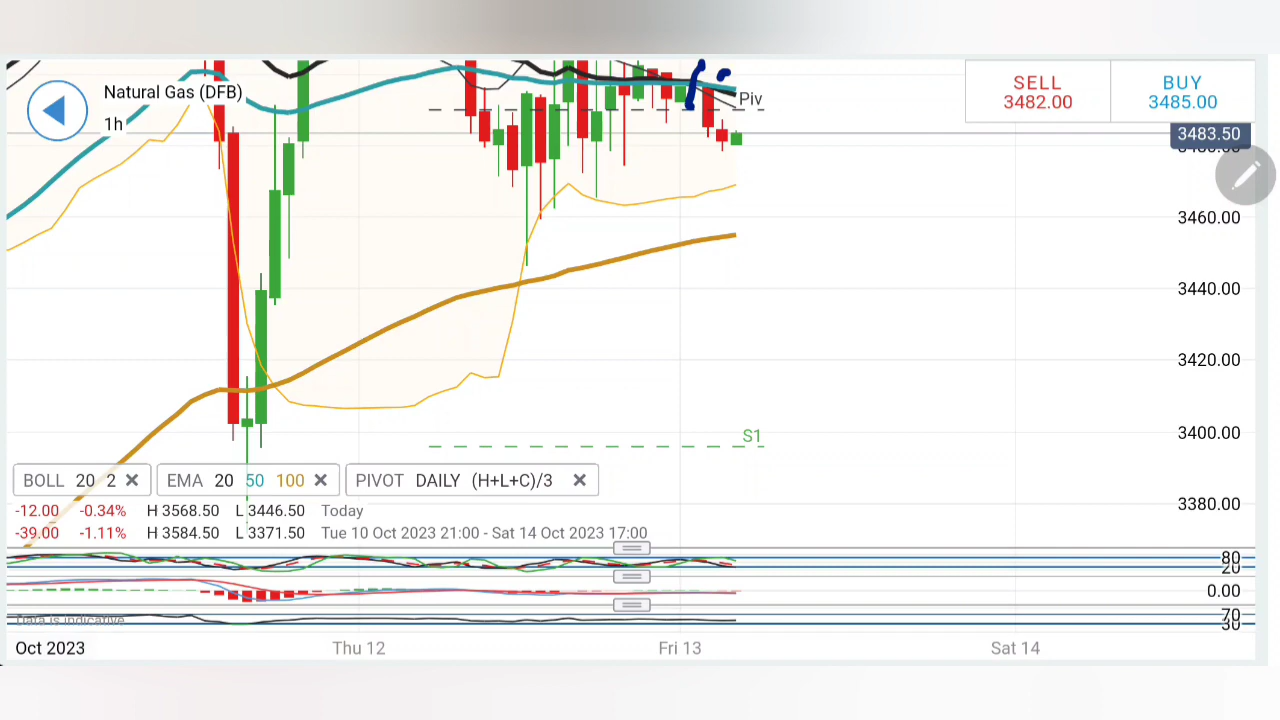 Natural Gas (DFB)
1h
SELL
3482.00
BUY
3485.00
Piv
3483.50
3460.00
3440.00
3420.00
S1
3400.00
BOLL 20 2 × EMA 20 50 100 × PIVOT DAILY (H+L+C)/3 ×
3380.00
-12.00 -0.34% H 3568.50 L 3446.50 Today
-39.00 -1.11% H 3584.50 L 3371.50 Tue 10 Oct 2023 21:00 - Sat 14 Oct 2023 17:00
80
20
0.00
70
30
Data is indicative
Oct 2023 Thu 12 Fri 13 Sat 14